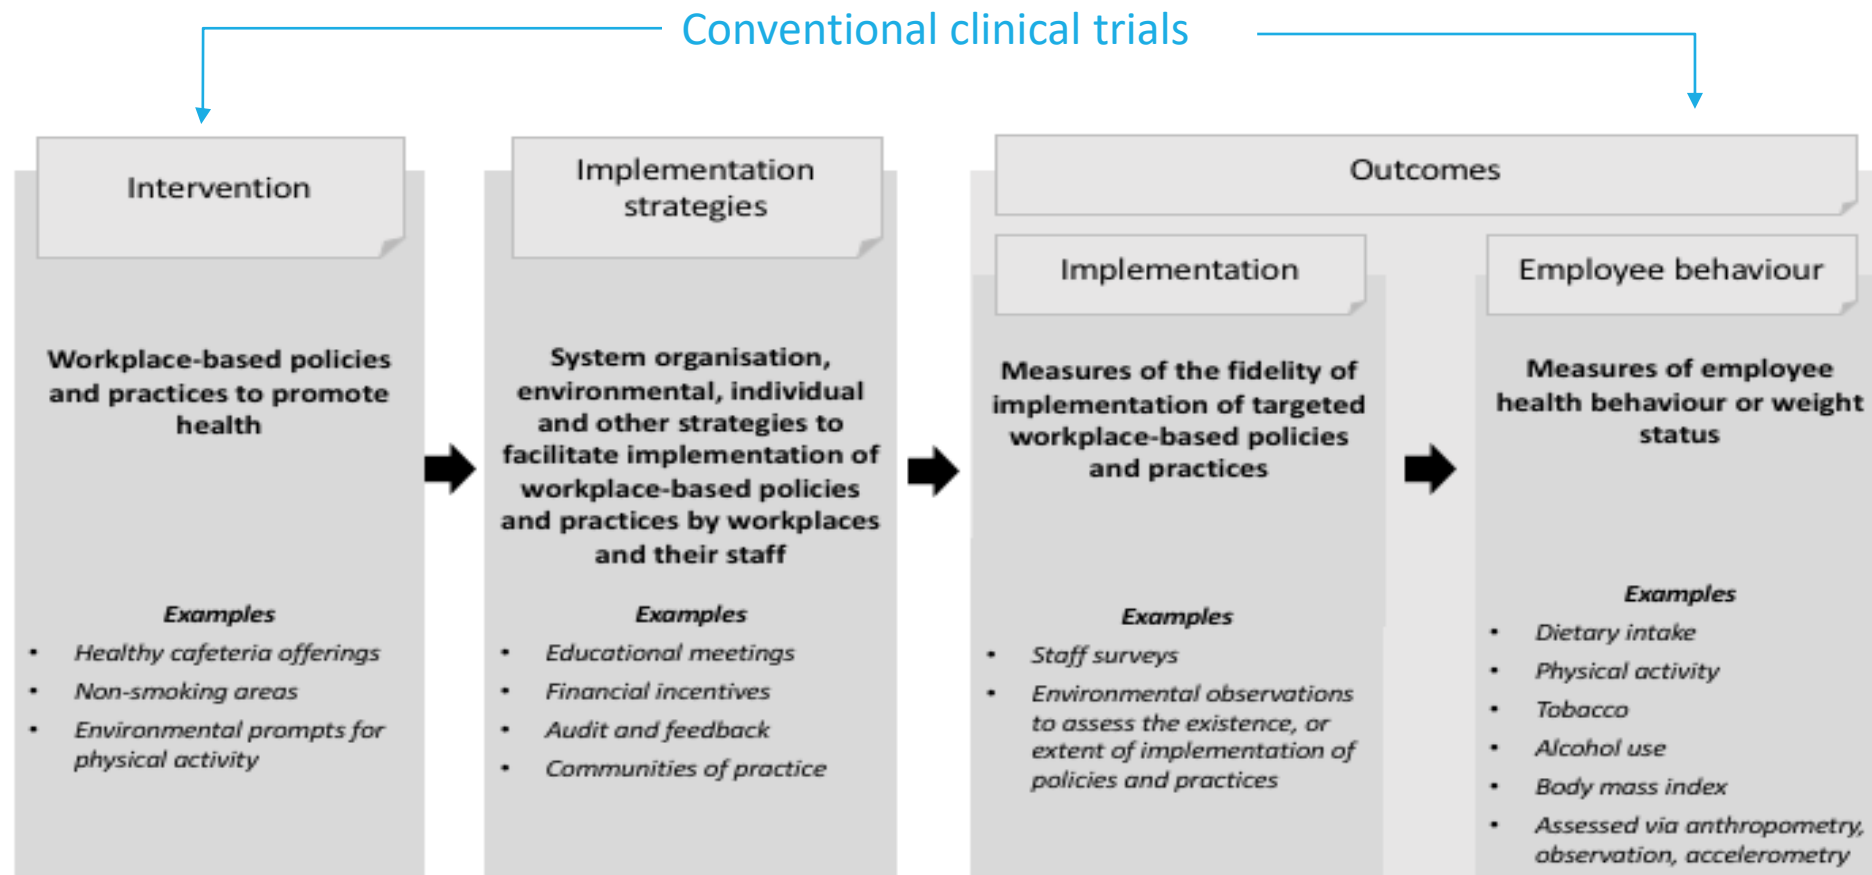 Conventional clinical trials
Intervention
Workplace-based policies
and practices to promote
health
Examples
• Healthy cafeteria offerings
• Non-smoking areas
• Environmental prompts for
physical activity
Implementation
strategies
System organisation,
environmental, individual
and other strategies to
facilitate implementation of
workplace-based policies
and practices by workplaces
and their staff
Examples
• Educational meetings
• Financial incentives
• Audit and feedback
• Communities of practice
Outcomes
Implementation
Measures of the fidelity of
implementation of targeted
workplace-based policies
and practices
Examples
• Staff surveys
• Environmental observations
to assess the existence, or
extent of implementation of
policies and practices
Employee behaviour
Measures of employee
health behaviour or weight
status
Examples
• Dietary intake
• Physical activity
• Tobacco
• Alcohol use
• Body mass index
• Assessed via anthropometry,
observation, accelerometry